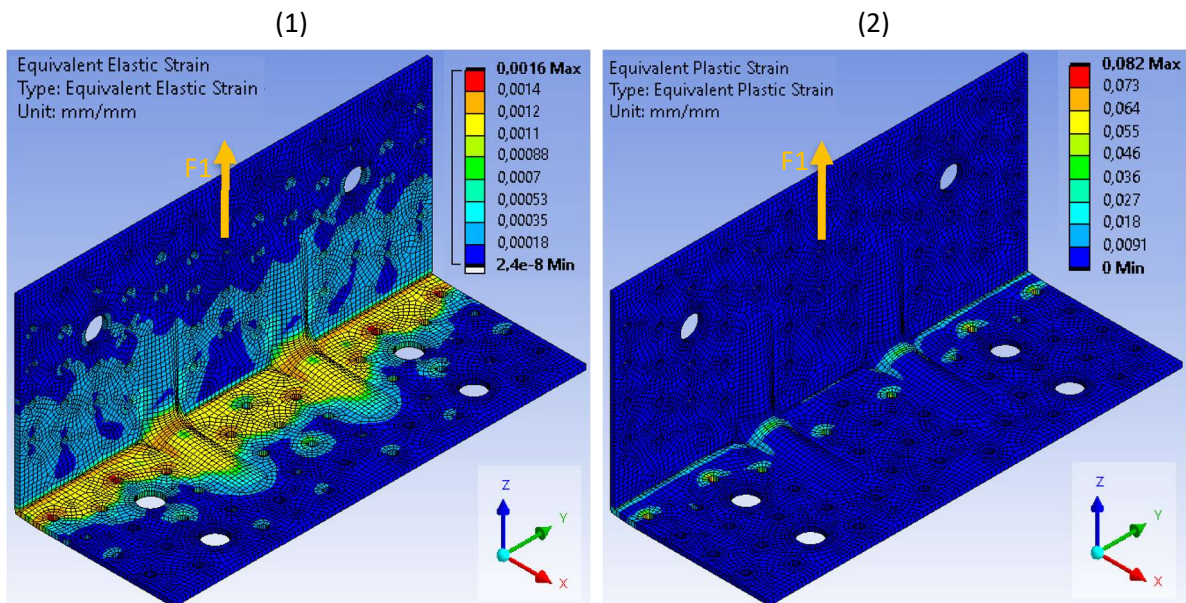 (1)
(2)
Equivalent Elastic Strain
Type: Equivalent Elastic Strain
Unit: mm/mm
0,0016 Max
0,0014
0,0012
0,0011
0,00088
0,0007
0,00053
0,00035
0,00018
2,4e-8 Min
F1
Z
Y
X
Equivalent Plastic Strain
Type: Equivalent Plastic Strain
Unit: mm/mm
0,082 Max
0,073
0,064
0,055
0,046
0,036
0,027
0,018
0,0091
0 Min
F1
Z
Y
X